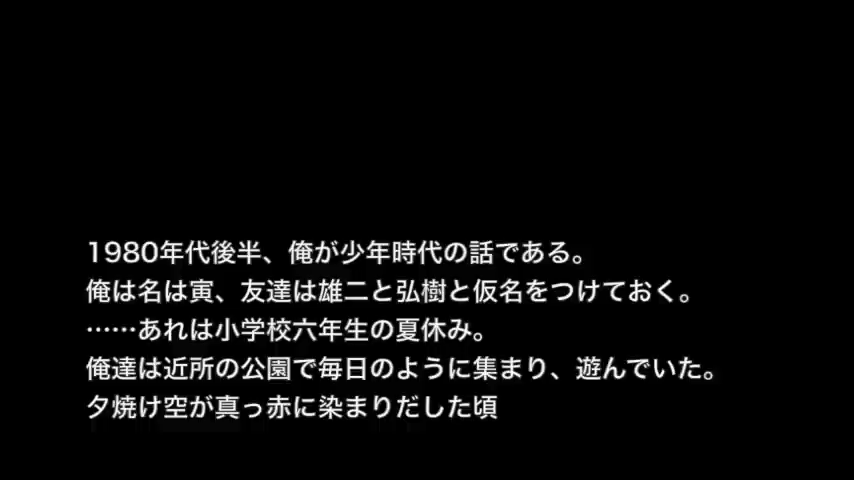 1980年代後半、俺が少年時代の話である。
俺は名は寅、友達は雄二と弘樹と仮名をつけておく。
……あれは小学校六年生の夏休み。
俺達は近所の公園で毎日のように集まり、遊んでいた。
夕焼け空が真っ赤に染まりだした頃